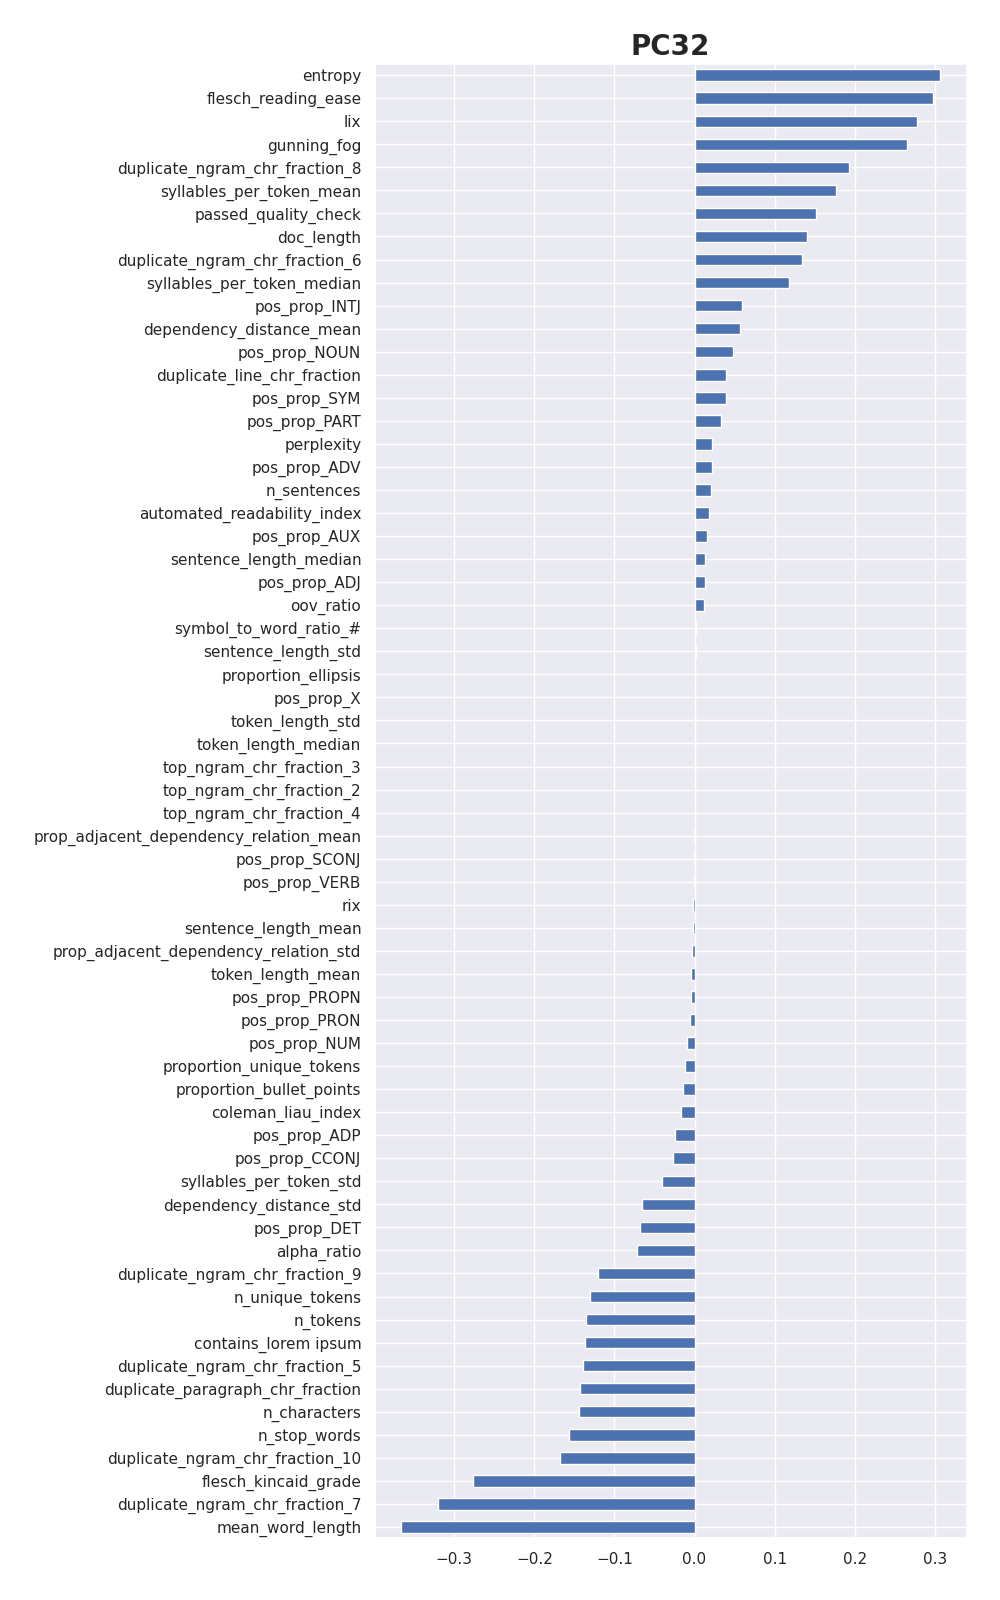 PC32
entropy
flesch_reading_ease
lix
gunning_fog
duplicate_ngram_chr_fraction_8
syllables_per_token_mean
passed_quality_check
doc_length
duplicate_ngram_chr_fraction_6
syllables_per_token_median
pos_prop_INTJ
dependency_distance_mean
pos_prop_NOUN
duplicate_line_chr_fraction
pos_prop_SYM
pos_prop_PART
perplexity
pos_prop_ADV
n_sentences
automated_readability_index
pos_prop_AUX
sentence_length_median
pos_prop_ADJ
oov_ratio
symbol_to_word_ratio_#
sentence_length_std
proportion_ellipsis
pos_prop_X
token_length_std
token_length_median
top_ngram_chr_fraction_3
top_ngram_chr_fraction_2
top_ngram_chr_fraction_4
prop_adjacent_dependency_relation_mean
pos_prop_SCONJ
pos_prop_VERB
rix
sentence_length_mean
prop_adjacent_dependency_relation_std
token_length_mean
pos_prop_PROPN
pos_prop_PRON
pos_prop_NUM
proportion_unique_tokens
proportion_bullet_points
coleman_liau_index
pos_prop_ADP
pos_prop_CCONJ
syllables_per_token_std
dependency_distance_std
pos_prop_DET
alpha_ratio
duplicate_ngram_chr_fraction_9
n_unique_tokens
n_tokens
contains_lorem ipsum
duplicate_ngram_chr_fraction_5
duplicate_paragraph_chr_fraction
n_characters
n_stop_words
duplicate_ngram_chr_fraction_10
flesch_kincaid_grade
duplicate_ngram_chr_fraction_7
mean_word_length
−0.3 −0.2 −0.1 0.0 0.1 0.2 0.3